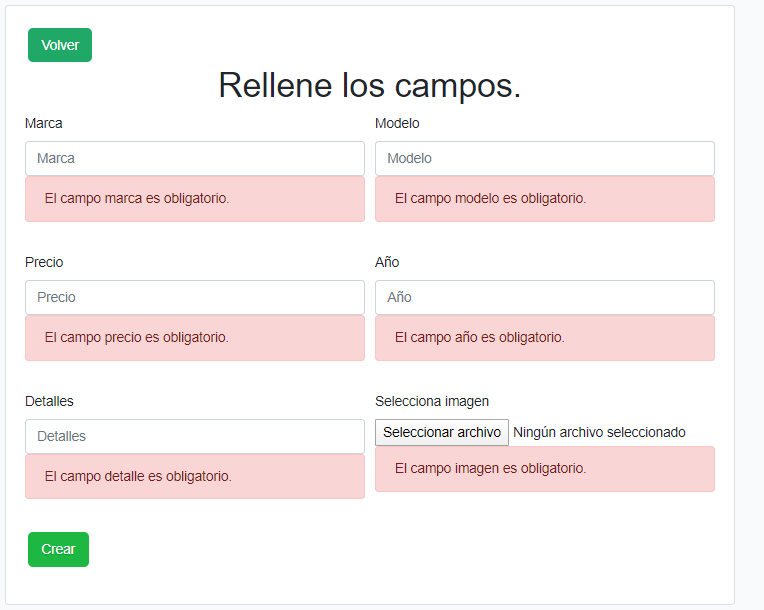 Volver
Rellene los campos.
Marca
Modelo
Marca
Modelo
El campo marca es obligatorio.
El campo modelo es obligatorio.
Precio
Año
Precio
Año
El campo precio es obligatorio.
El campo año es obligatorio.
Detalles
Selecciona imagen
Detalles
Seleccionar archivo Ningún archivo seleccionado
El campo detalle es obligatorio.
El campo imagen es obligatorio.
Crear